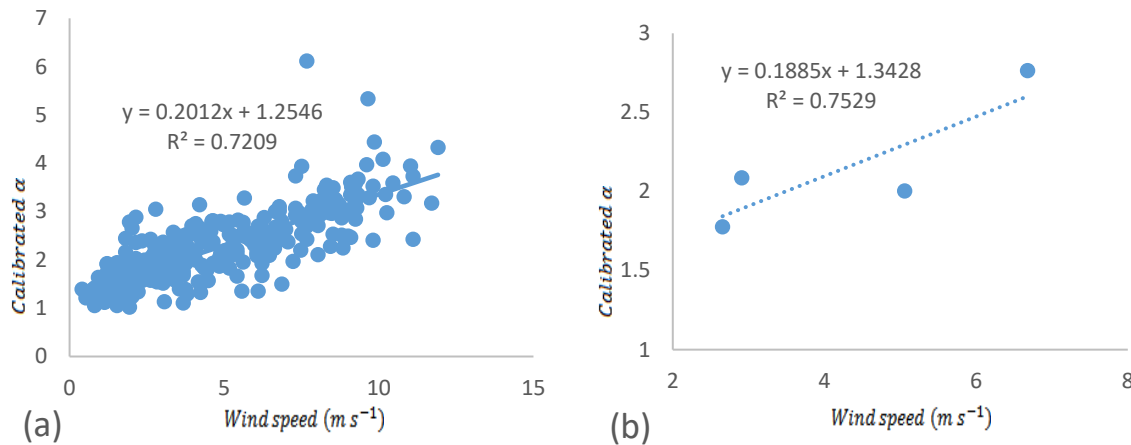 7
6
5
4
3
2
1
0
y = 0.2012x + 1.2546
R² = 0.7209
Calibrated α
0 5 10 15
Wind speed (m s⁻¹)
(a)
3
2.5
2
1.5
1
y = 0.1885x + 1.3428
R² = 0.7529
Calibrated α
2 4 6 8
Wind speed (m s⁻¹)
(b)